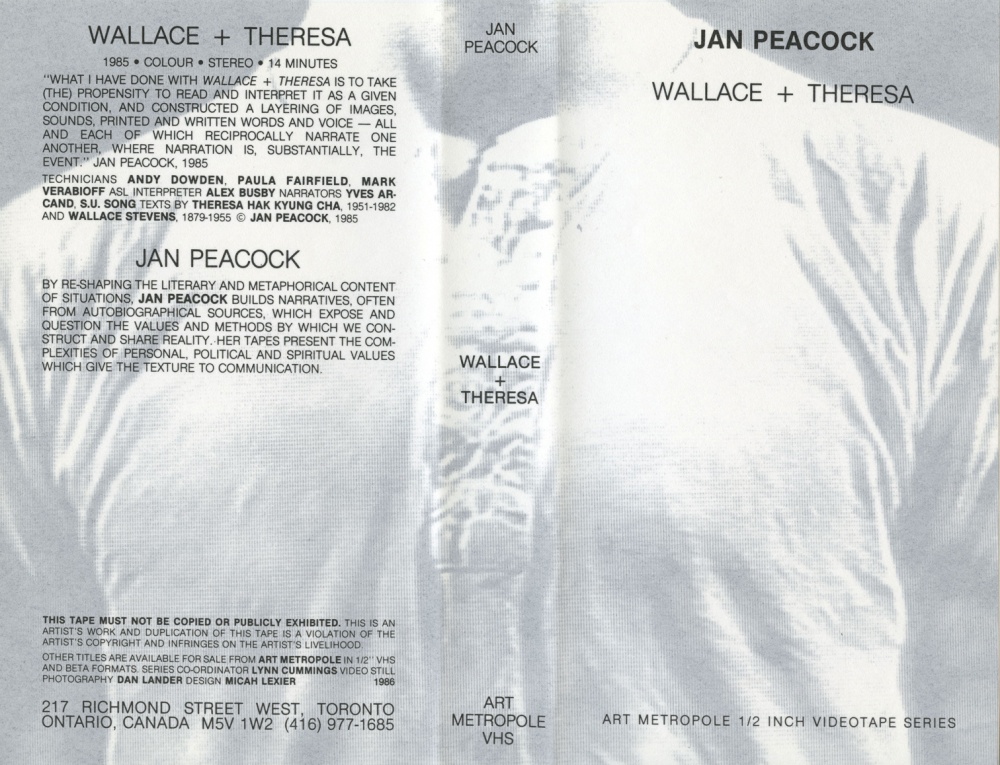 WALLACE + THERESA
1985 • COLOUR • STEREO • 14 MINUTES
"WHAT I HAVE DONE WITH WALLACE + THERESA IS TO TAKE
(THE) PROPENSITY TO READ AND INTERPRET IT AS A GIVEN
CONDITION, AND CONSTRUCTED A LAYERING OF IMAGES,
SOUNDS, PRINTED AND WRITTEN WORDS AND VOICE — ALL
AND EACH OF WHICH RECIPROCALLY NARRATE ONE
ANOTHER, WHERE NARRATION IS, SUBSTANTIALLY, THE
EVENT." JAN PEACOCK, 1985
TECHNICIANS ANDY DOWDEN, PAULA FAIRFIELD, MARK
VERABIOFF ASL INTERPRETER ALEX BUSBY NARRATORS YVES AR-
CAND, S.U. SONG TEXTS BY THERESA HAK KYUNG CHA, 1951-1982
AND WALLACE STEVENS, 1879-1955 © JAN PEACOCK, 1985
JAN PEACOCK
BY RE-SHAPING THE LITERARY AND METAPHORICAL CONTENT
OF SITUATIONS, JAN PEACOCK BUILDS NARRATIVES, OFTEN
FROM AUTOBIOGRAPHICAL SOURCES, WHICH EXPOSE AND
QUESTION THE VALUES AND METHODS BY WHICH WE CON-
STRUCT AND SHARE REALITY. HER TAPES PRESENT THE COM-
PLEXITIES OF PERSONAL, POLITICAL AND SPIRITUAL VALUES
WHICH GIVE THE TEXTURE TO COMMUNICATION.
THIS TAPE MUST NOT BE COPIED OR PUBLICLY EXHIBITED. THIS IS AN
ARTIST'S WORK AND DUPLICATION OF THIS TAPE IS A VIOLATION OF THE
ARTIST'S COPYRIGHT AND INFRINGES ON THE ARTIST'S LIVELIHOOD.
OTHER TITLES ARE AVAILABLE FOR SALE FROM ART METROPOLE IN 1/2" VHS
AND BETA FORMATS. SERIES CO-ORDINATOR LYNN CUMMINGS VIDEO STILL
PHOTOGRAPHY DAN LANDER DESIGN MICAH LEXIER 1986
217 RICHMOND STREET WEST, TORONTO
ONTARIO, CANADA M5V 1W2 (416) 977-1685
JAN
PEACOCK
WALLACE
+
THERESA
ART
METROPOLE
VHS
JAN PEACOCK
WALLACE + THERESA
ART METROPOLE 1/2 INCH VIDEOTAPE SERIES